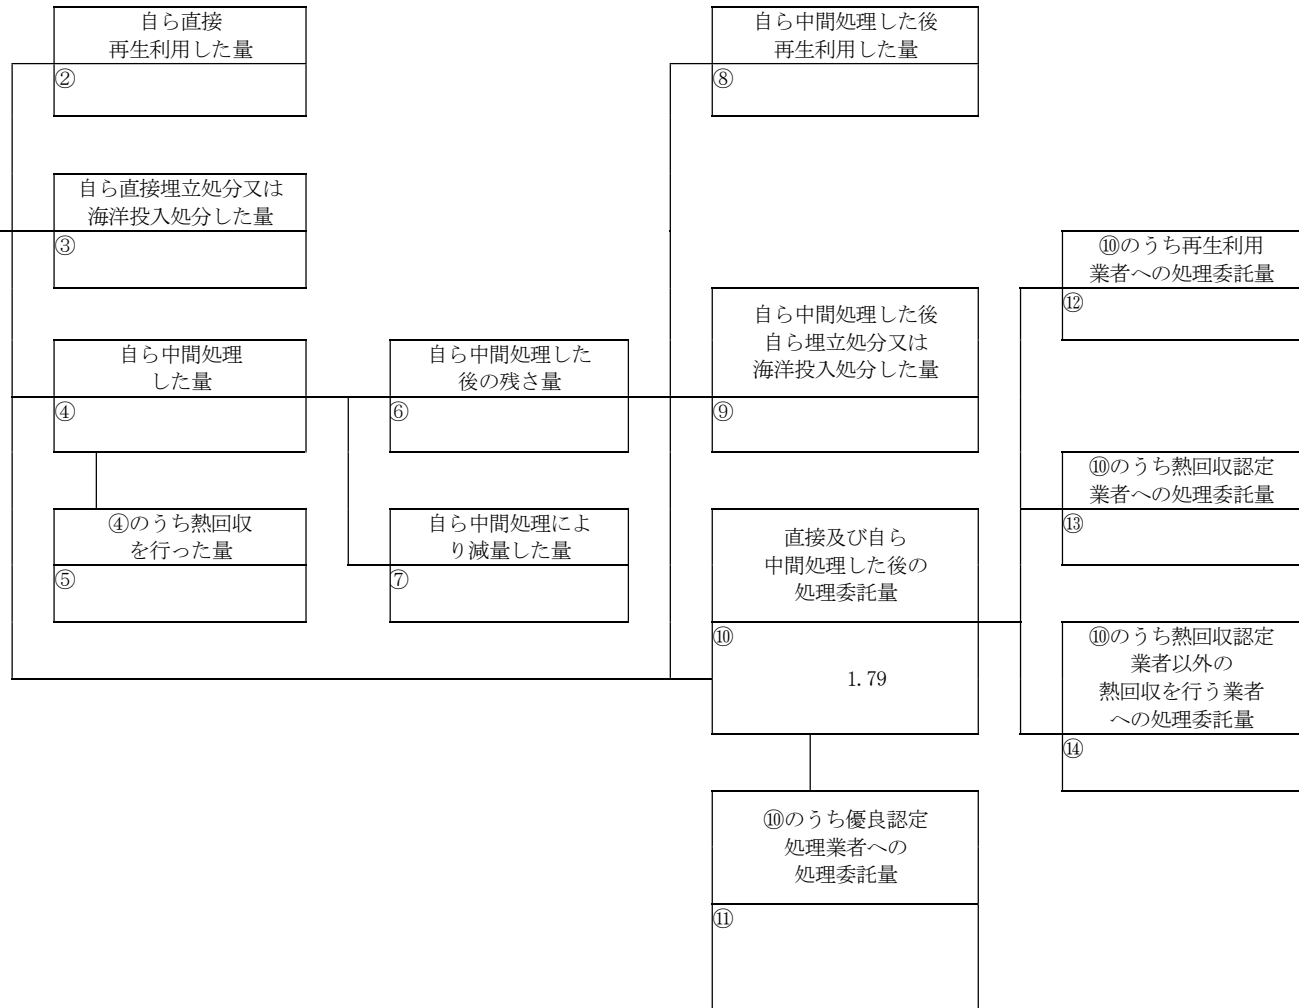 自ら直接
再生利用した量
②
自ら直接埋立処分又は
海洋投入処分した量
③
自ら中間処理
した量
④
④のうち熱回収
を行った量
⑤
自ら中間処理した
後の残さ量
⑥
自ら中間処理によ
り減量した量
⑦
自ら中間処理した後
再生利用した量
⑧
自ら中間処理した後
自ら埋立処分又は
海洋投入処分した量
⑨
直接及び自ら
中間処理した後の
処理委託量
⑩
1.79
⑩のうち優良認定
処理業者への
処理委託量
⑪
⑩のうち再生利用
業者への処理委託量
⑫
⑩のうち熱回収認定
業者への処理委託量
⑬
⑩のうち熱回収認定
業者以外の
熱回収を行う業者
への処理委託量
⑭